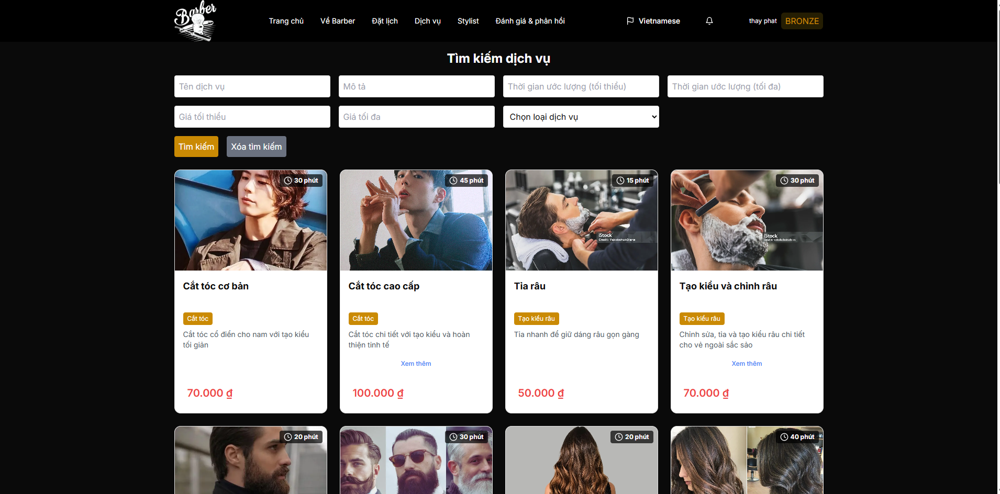 Barber
Trang chủ
Về Barber
Đặt lịch
Dịch vụ
Stylist
Đánh giá & phản hồi
Vietnamese
thay phat
BRONZE
Tìm kiếm dịch vụ
Tên dịch vụ
Mô tả
Thời gian ước lượng (tối thiểu)
Thời gian ước lượng (tối đa)
Giá tối thiểu
Giá tối đa
Chọn loại dịch vụ
Tìm kiếm
Xóa tìm kiếm
30 phút
45 phút
15 phút
iStock
Credit: YakobchukOlena
30 phút
iStock
Credit: YakobchukOlena
Cắt tóc cơ bản
Cắt tóc
Cắt tóc cổ điển cho nam với tạo kiểu
tối giản
70.000 ₫
Cắt tóc cao cấp
Cắt tóc
Cắt tóc chi tiết với tạo kiểu và hoàn
thiện tinh tế
Xem thêm
100.000 ₫
Tỉa râu
Tạo kiểu râu
Tỉa nhanh để giữ dáng râu gọn gàng
50.000 ₫
Tạo kiểu và chỉnh râu
Tạo kiểu râu
Chỉnh sửa, tỉa và tạo kiểu râu chi tiết
cho vẻ ngoài sắc sảo
Xem thêm
70.000 ₫
20 phút
30 phút
20 phút
40 phút